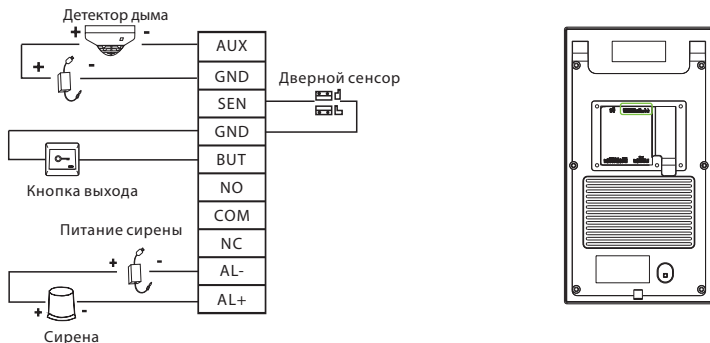 Детектор дыма
+ -
+ -
AUX
GND
SEN
GND
BUT
NO
COM
NC
AL-
AL+
Дверной сенсор
Кнопка выхода
Питание сирены
+ -
+ -
Сирена